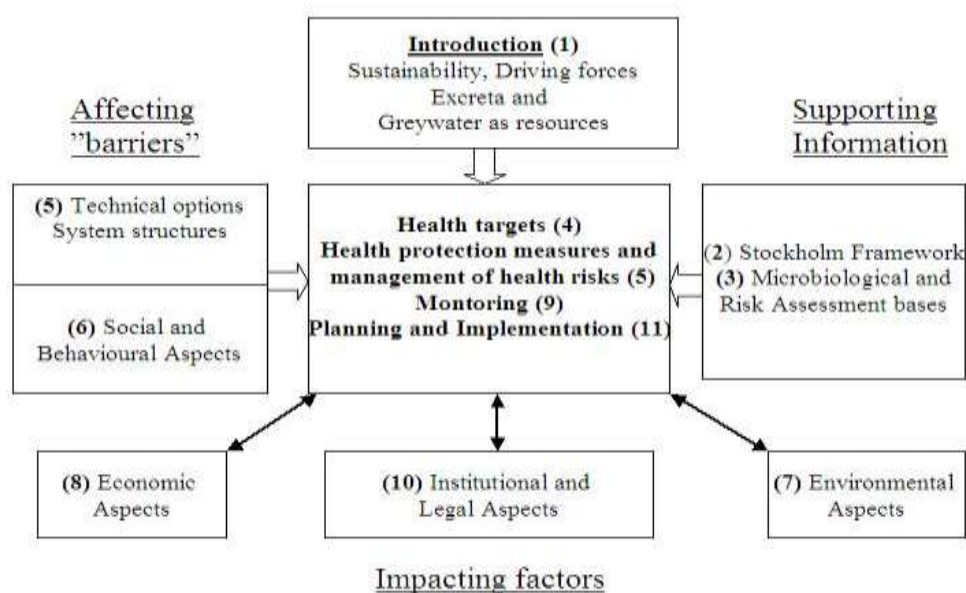 Introduction (1)
Sustainability, Driving forces
Excreta and
Greywater as resources
Affecting
”barriers”
Supporting
Information
(5) Technical options
System structures
(6) Social and
Behavioural Aspects
Health targets (4)
Health protection measures and
management of health risks (5)
Montoring (9)
Planning and Implementation (11)
(2) Stockholm Framework
(3) Microbiological and
Risk Assessment bases
(8) Economic
Aspects
(10) Institutional and
Legal Aspects
(7) Environmental
Aspects
Impacting factors